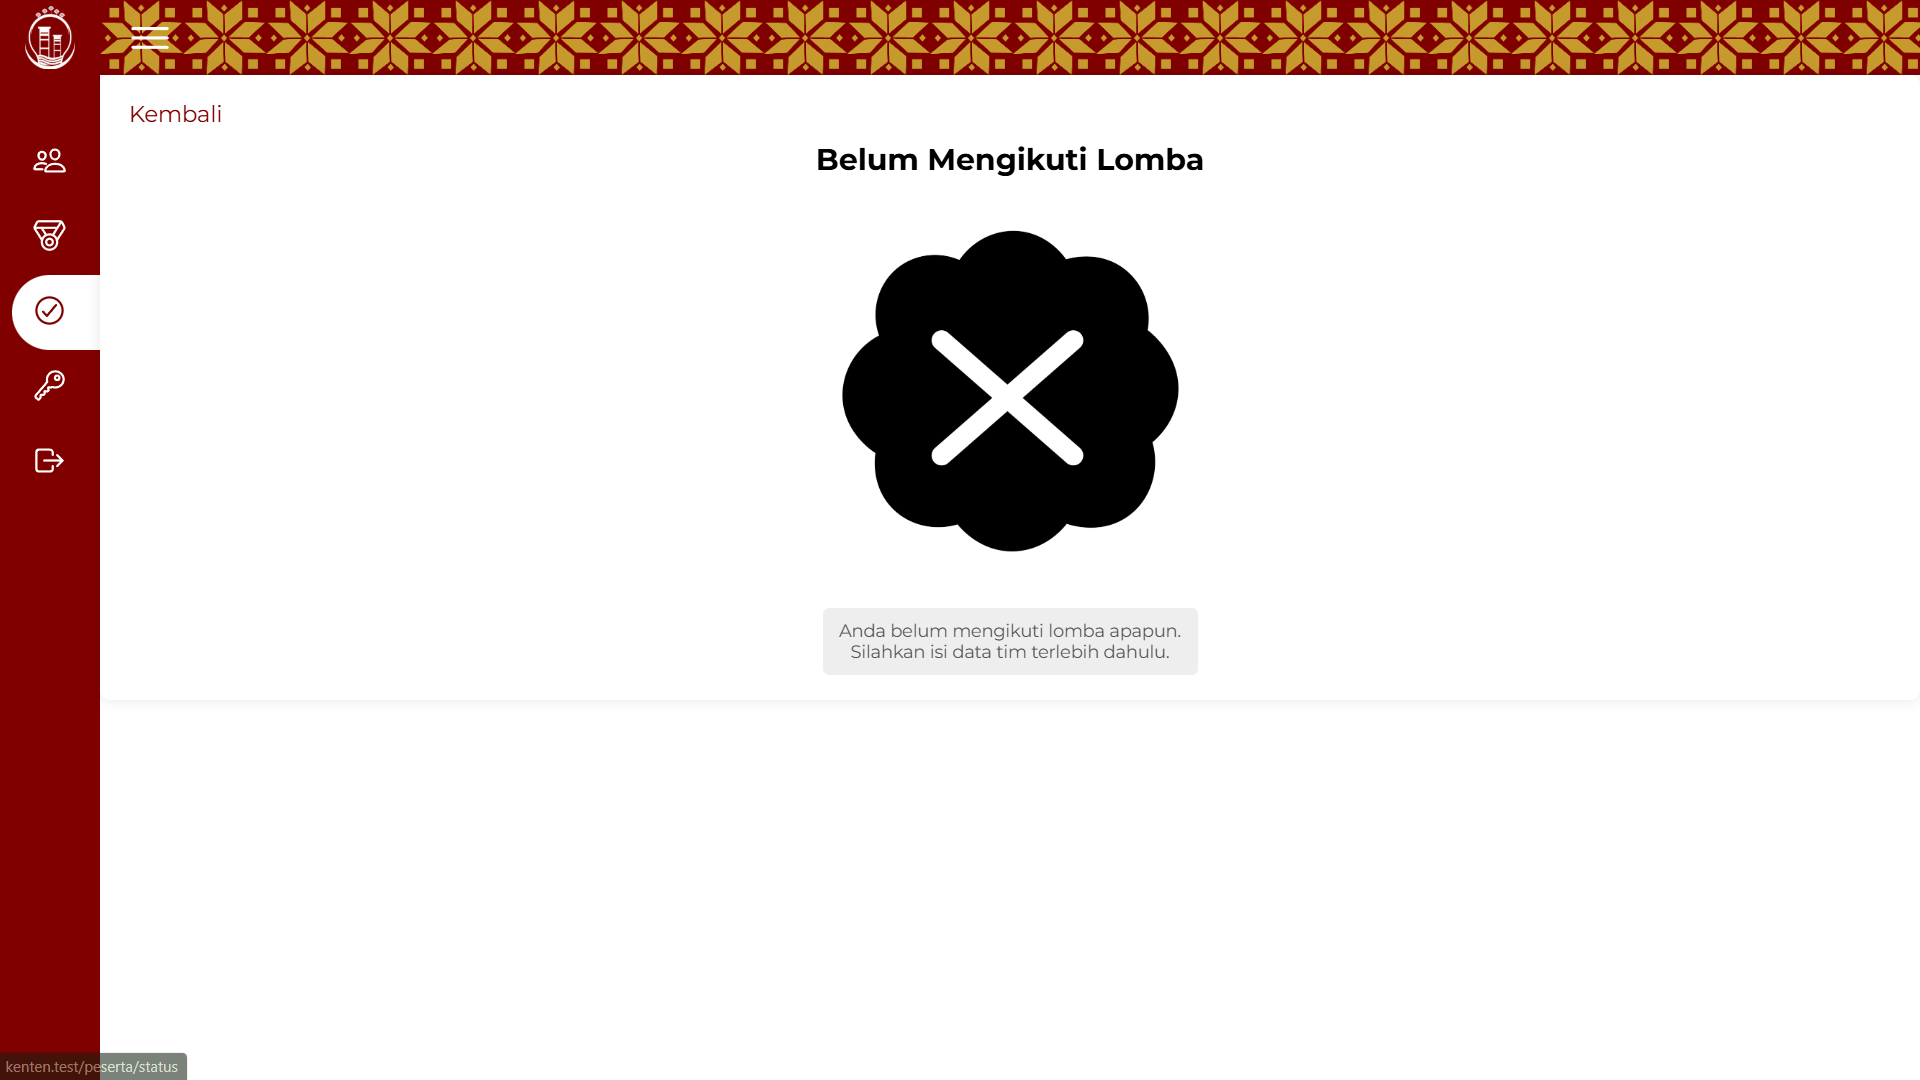 Kembali
Belum Mengikuti Lomba
Anda belum mengikuti lomba apapun.
Silahkan isi data tim terlebih dahulu.
kenten.test/peserta/status